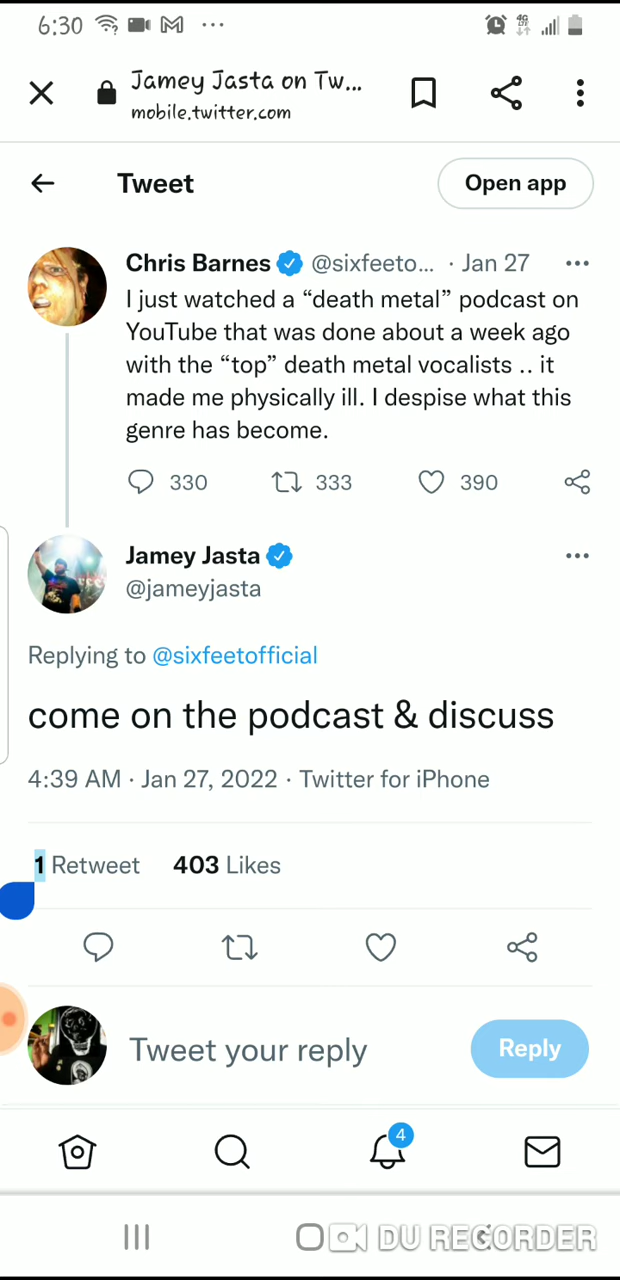 6:30
Jamey Jasta on Tw...
mobile.twitter.com
Tweet
Open app
Chris Barnes @sixfeeto... · Jan 27
I just watched a “death metal” podcast on
YouTube that was done about a week ago
with the “top” death metal vocalists .. it
made me physically ill. I despise what this
genre has become.
330 333 390
Jamey Jasta
@jameyjasta
Replying to @sixfeetofficial
come on the podcast & discuss
4:39 AM · Jan 27, 2022 · Twitter for iPhone
1 Retweet 403 Likes
Tweet your reply
Reply
4
DU RECORDER